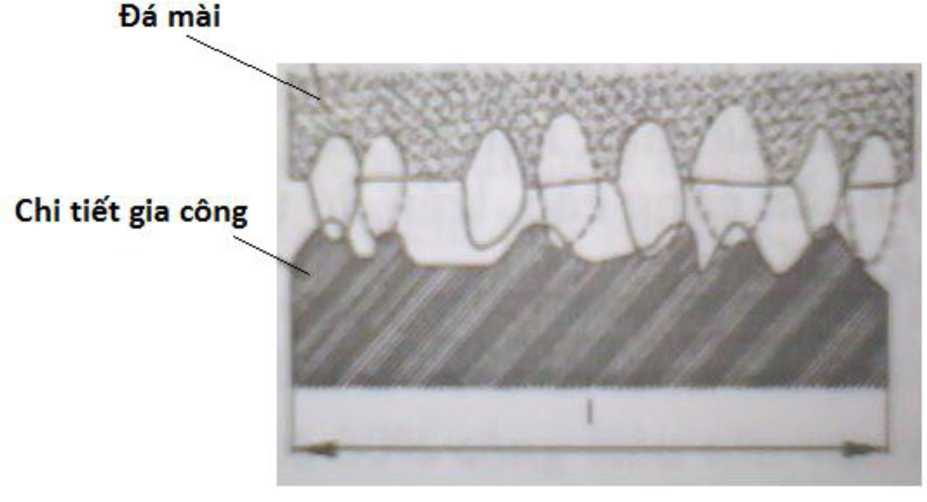 Đá mài
Chi tiết gia công
l